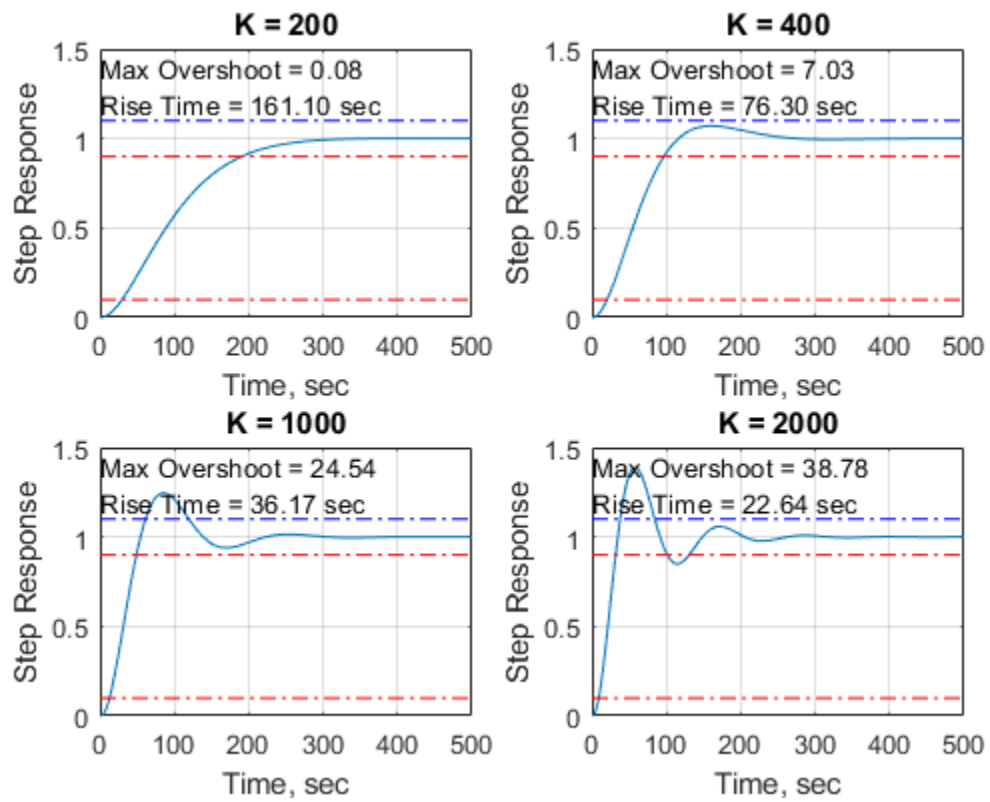 K = 200
1.5
Max Overshoot = 0.08
Rise Time = 161.10 sec
1
0.5
0
Step Response
0 100 200 300 400 500
Time, sec
K = 400
1.5
Max Overshoot = 7.03
Rise Time = 76.30 sec
1
0.5
0
Step Response
0 100 200 300 400 500
Time, sec
K = 1000
1.5
Max Overshoot = 24.54
Rise Time = 36.17 sec
1
0.5
0
Step Response
0 100 200 300 400 500
Time, sec
K = 2000
1.5
Max Overshoot = 38.78
Rise Time = 22.64 sec
1
0.5
0
Step Response
0 100 200 300 400 500
Time, sec